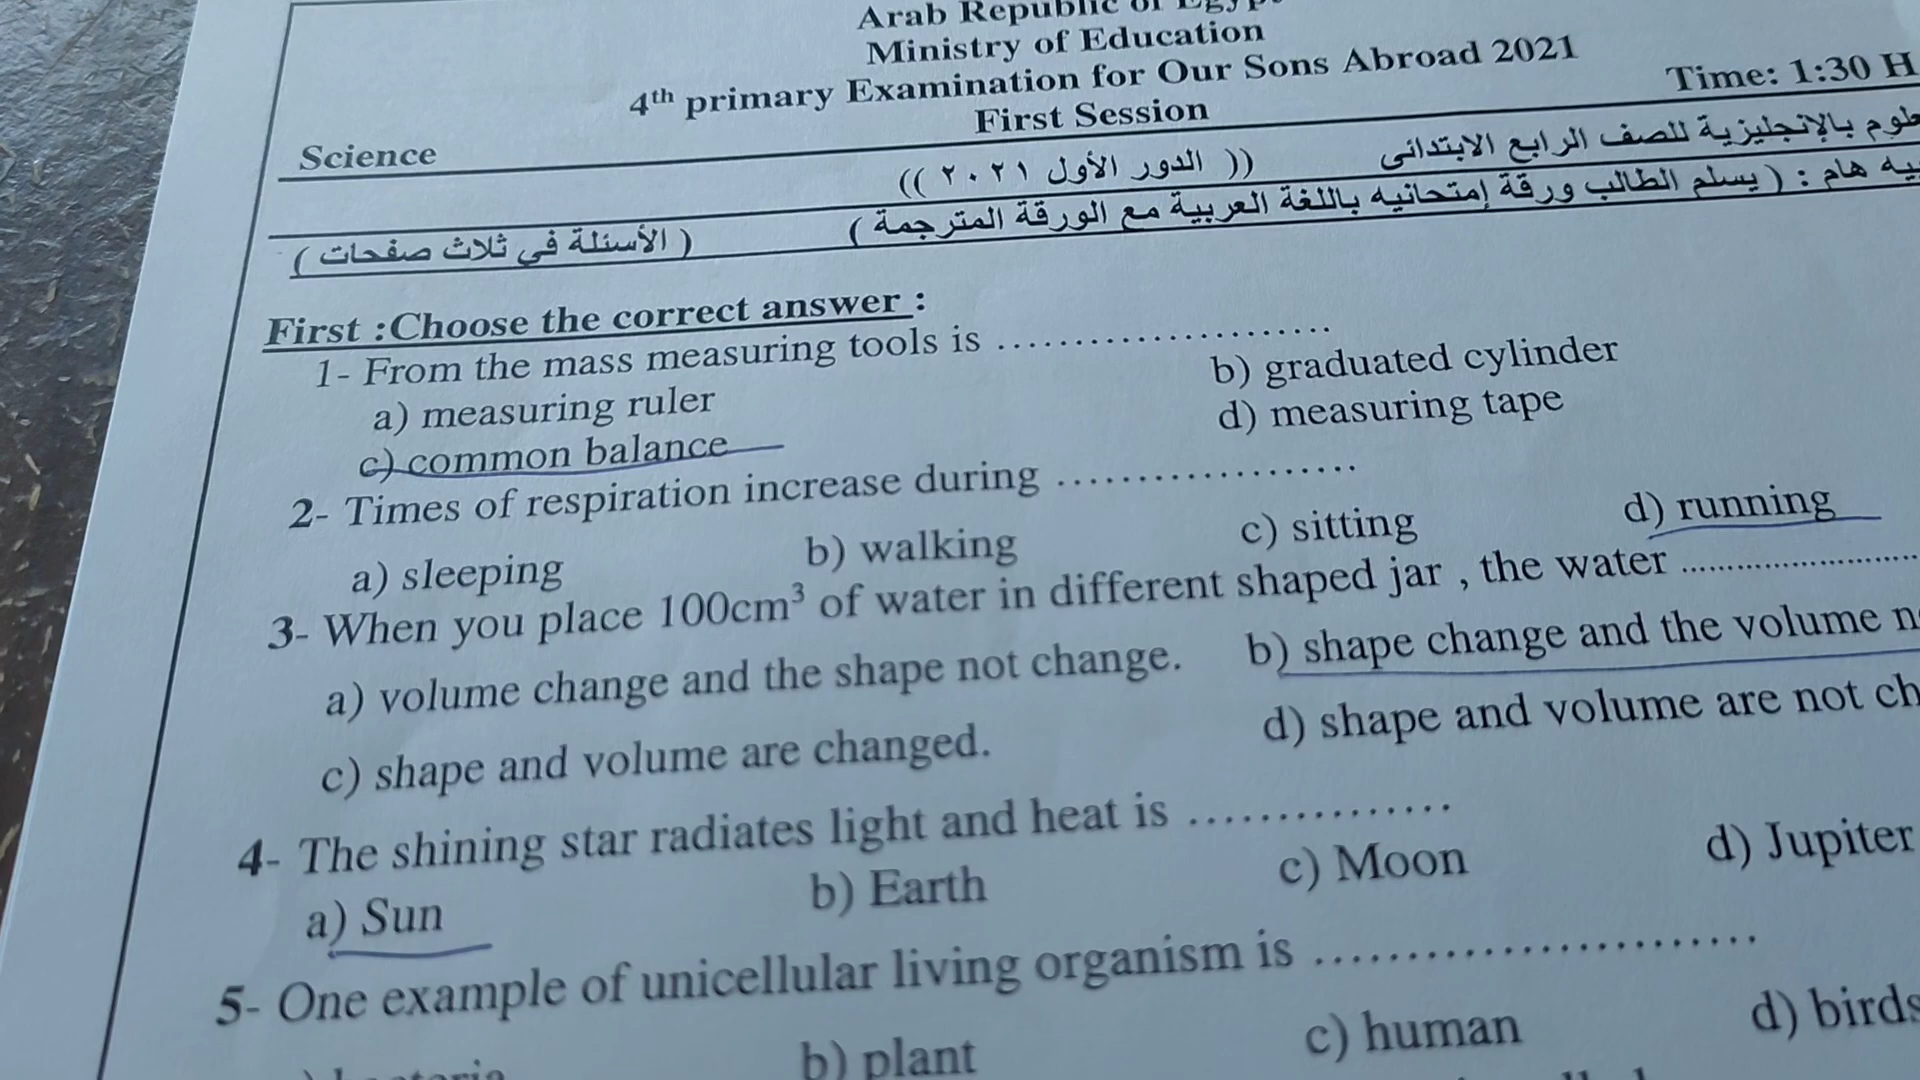 Arab Republic of Egypt
Ministry of Education
4th primary Examination for Our Sons Abroad 2021
First Session
Time: 1:30 H
Science
بالإنجليزية للصف الرابع الابتدائى (( الدور الأول ٢٠٢١ ))
هام : ( يسلم الطالب ورقة إمتحانيه باللغة العربية مع الورقة المترجمة ) ( الأسئلة في ثلاث صفحات )
First :Choose the correct answer :
1- From the mass measuring tools is .....................
a) measuring ruler b) graduated cylinder
c) common balance d) measuring tape
2- Times of respiration increase during ...................
a) sleeping b) walking c) sitting d) running
3- When you place 100cm³ of water in different shaped jar , the water .......................
a) volume change and the shape not change. b) shape change and the volume
c) shape and volume are changed. d) shape and volume are not
4- The shining star radiates light and heat is ...............
a) Sun b) Earth c) Moon d) Jupiter
5- One example of unicellular living organism is .........................
b) plant c) human d) birds